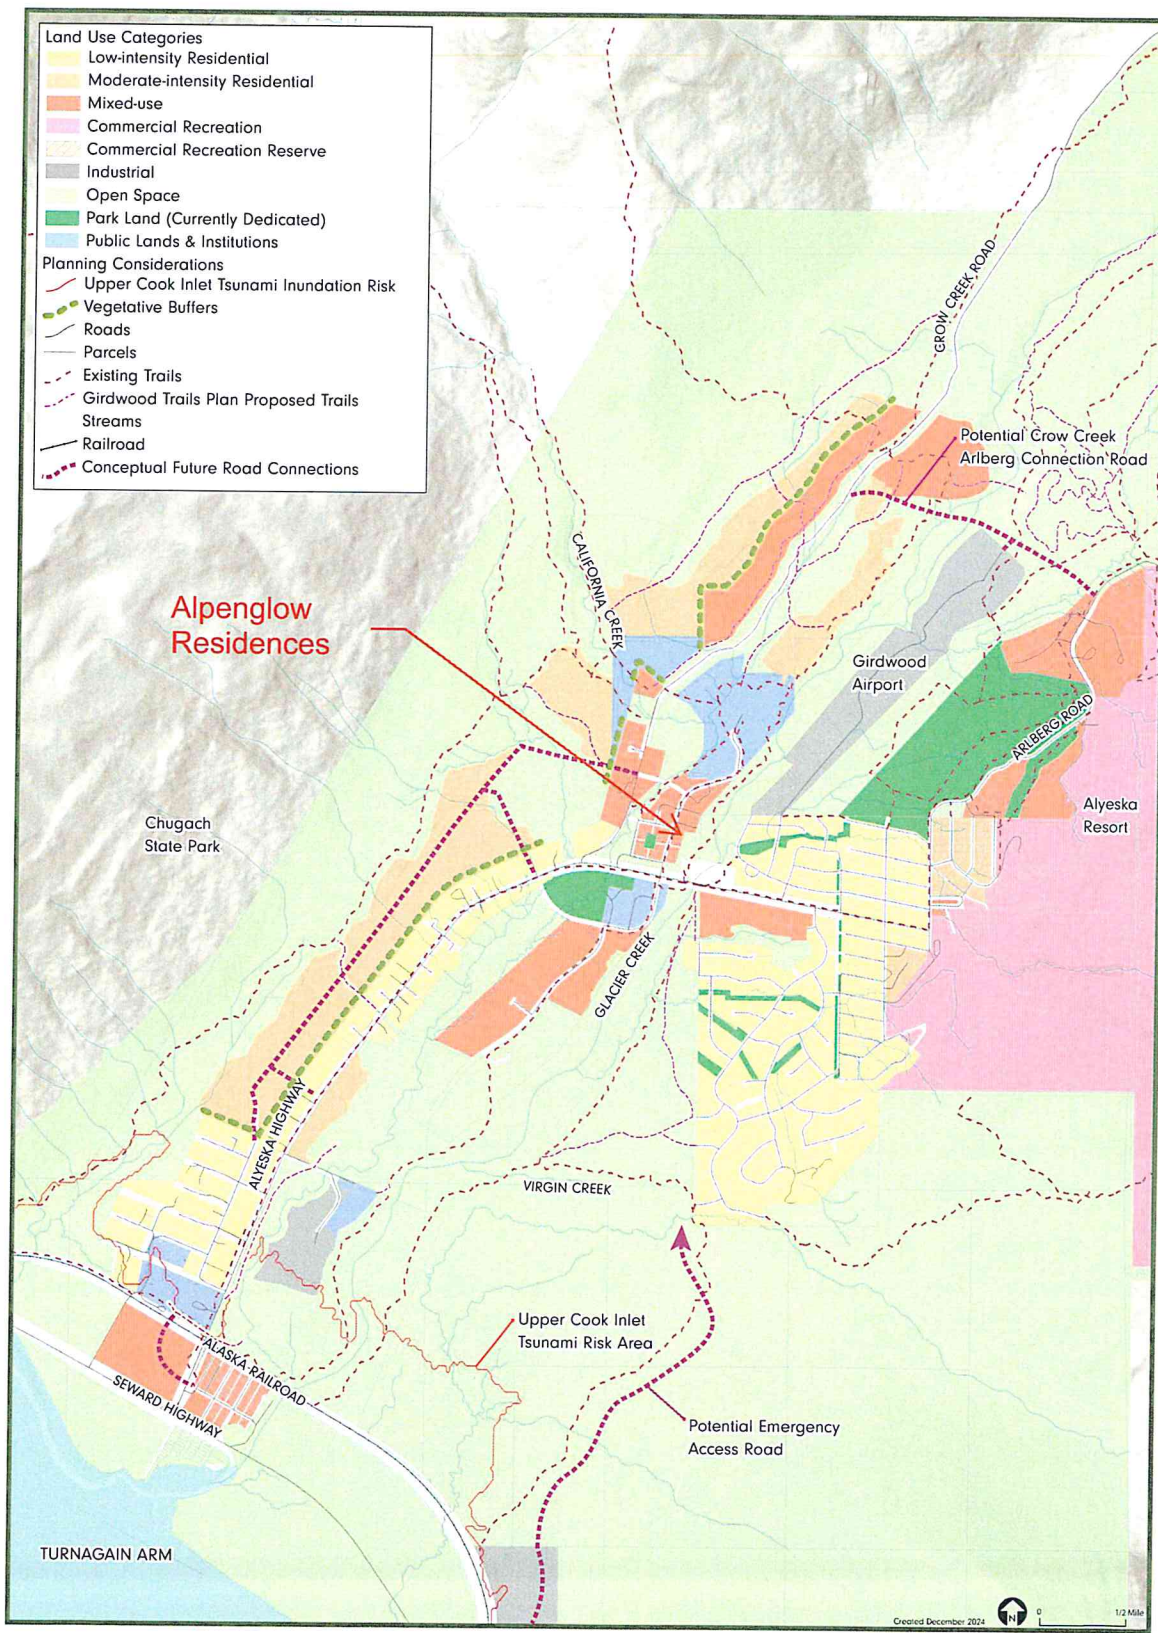 Land Use Categories
Low-intensity Residential
Moderate-intensity Residential
Mixed-use
Commercial Recreation
Commercial Recreation Reserve
Industrial
Open Space
Park Land (Currently Dedicated)
Public Lands & Institutions
Planning Considerations
Upper Cook Inlet Tsunami Inundation Risk
Vegetative Buffers
Roads
Parcels
Existing Trails
Girdwood Trails Plan Proposed Trails
Streams
Railroad
Conceptual Future Road Connections
CROW CREEK ROAD
Potential Crow Creek
Arlberg Connection Road
CALIFORNIA CREEK
Alpenglow
Residences
Girdwood
Airport
ARLBERG ROAD
Alyeska
Resort
Chugach
State Park
GLACIER CREEK
ALYESKA HIGHWAY
VIRGIN CREEK
Upper Cook Inlet
Tsunami Risk Area
ALASKA RAILROAD
SEWARD HIGHWAY
Potential Emergency
Access Road
TURNAGAIN ARM
Created December 2024
N
0
1/2 Mile